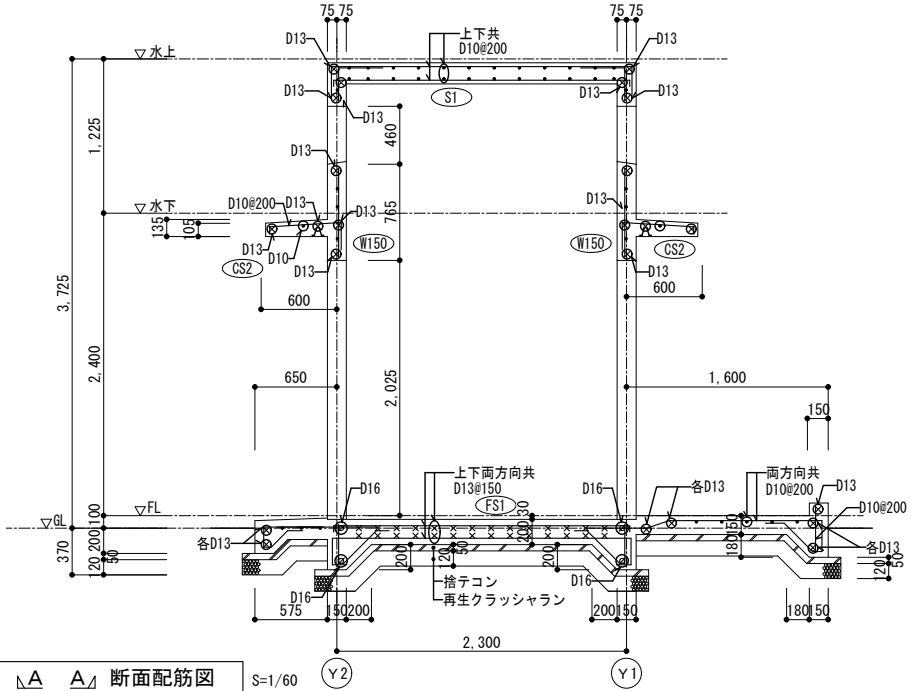 75 75
75 75
D13
上下共
D10@200
D13
▽水上
D13
D13
D13
D13
S1
1,225
460
D13
D13
▽水下
D10@200
D13
D13
765
135
105
D13
D10
D13
W150
W150
D13
CS2
CS2
600
600
3,725
2,400
2,025
650
1,600
150
上下両方向共
D13@150
両方向共
D10@200
D16
FS1
D16
各D13
D13
D10@200
▽FL
▽GL
100
200
120
50
370
各D13
30
200
200
120
50
200
150
180
各D13
50
120
D16
捨テコン
再生クラッシャラン
D16
575
150
200
200
150
180
150
2,300
Y2
Y1
A A 断面配筋図
S=1/60